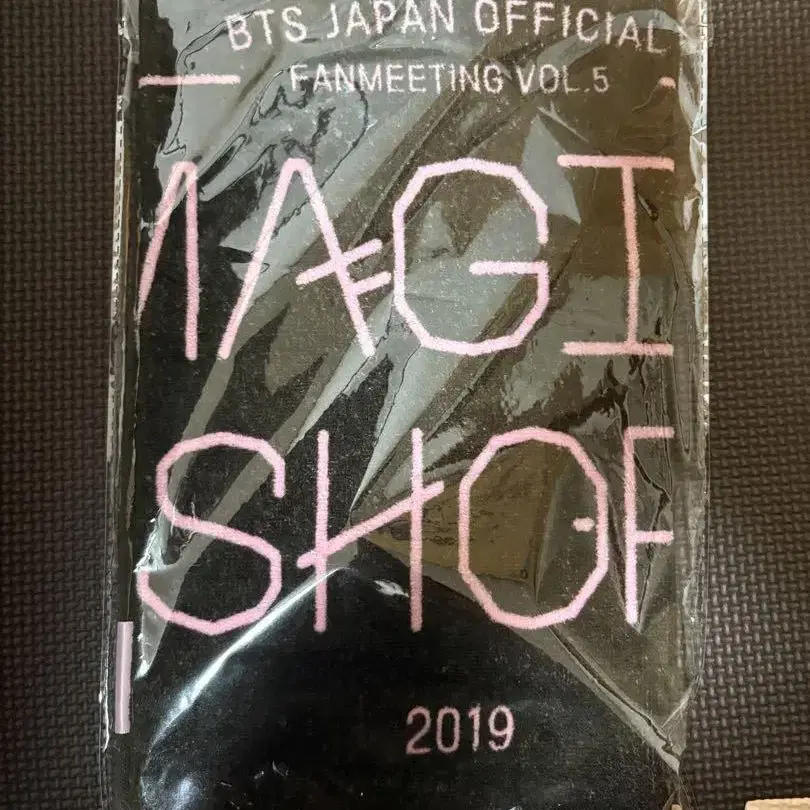 BTS JAPAN OFFICIAL
FANMEETING VOL.5
MAGI
SHOP
2019